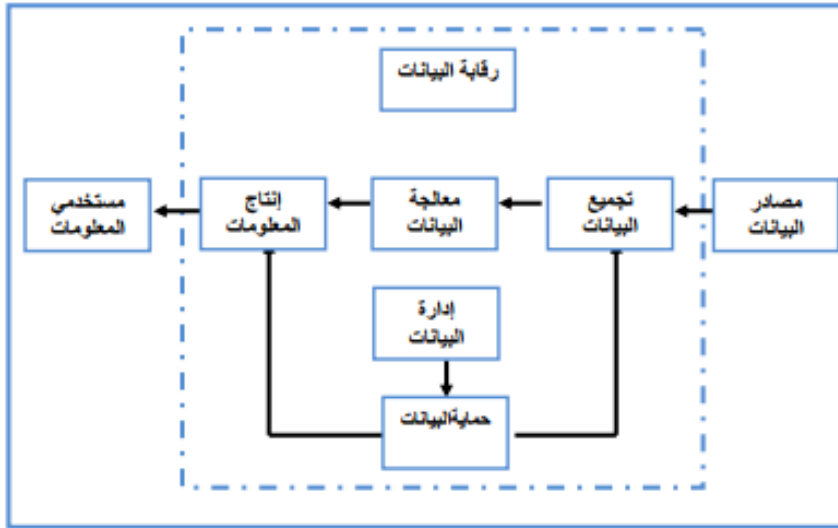 رقابة البيانات
مصادر
البيانات
تجميع
البيانات
معالجة
البيانات
إنتاج
المعلومات
مستخدمي
المعلومات
إدارة
البيانات
حمايةالبيانات